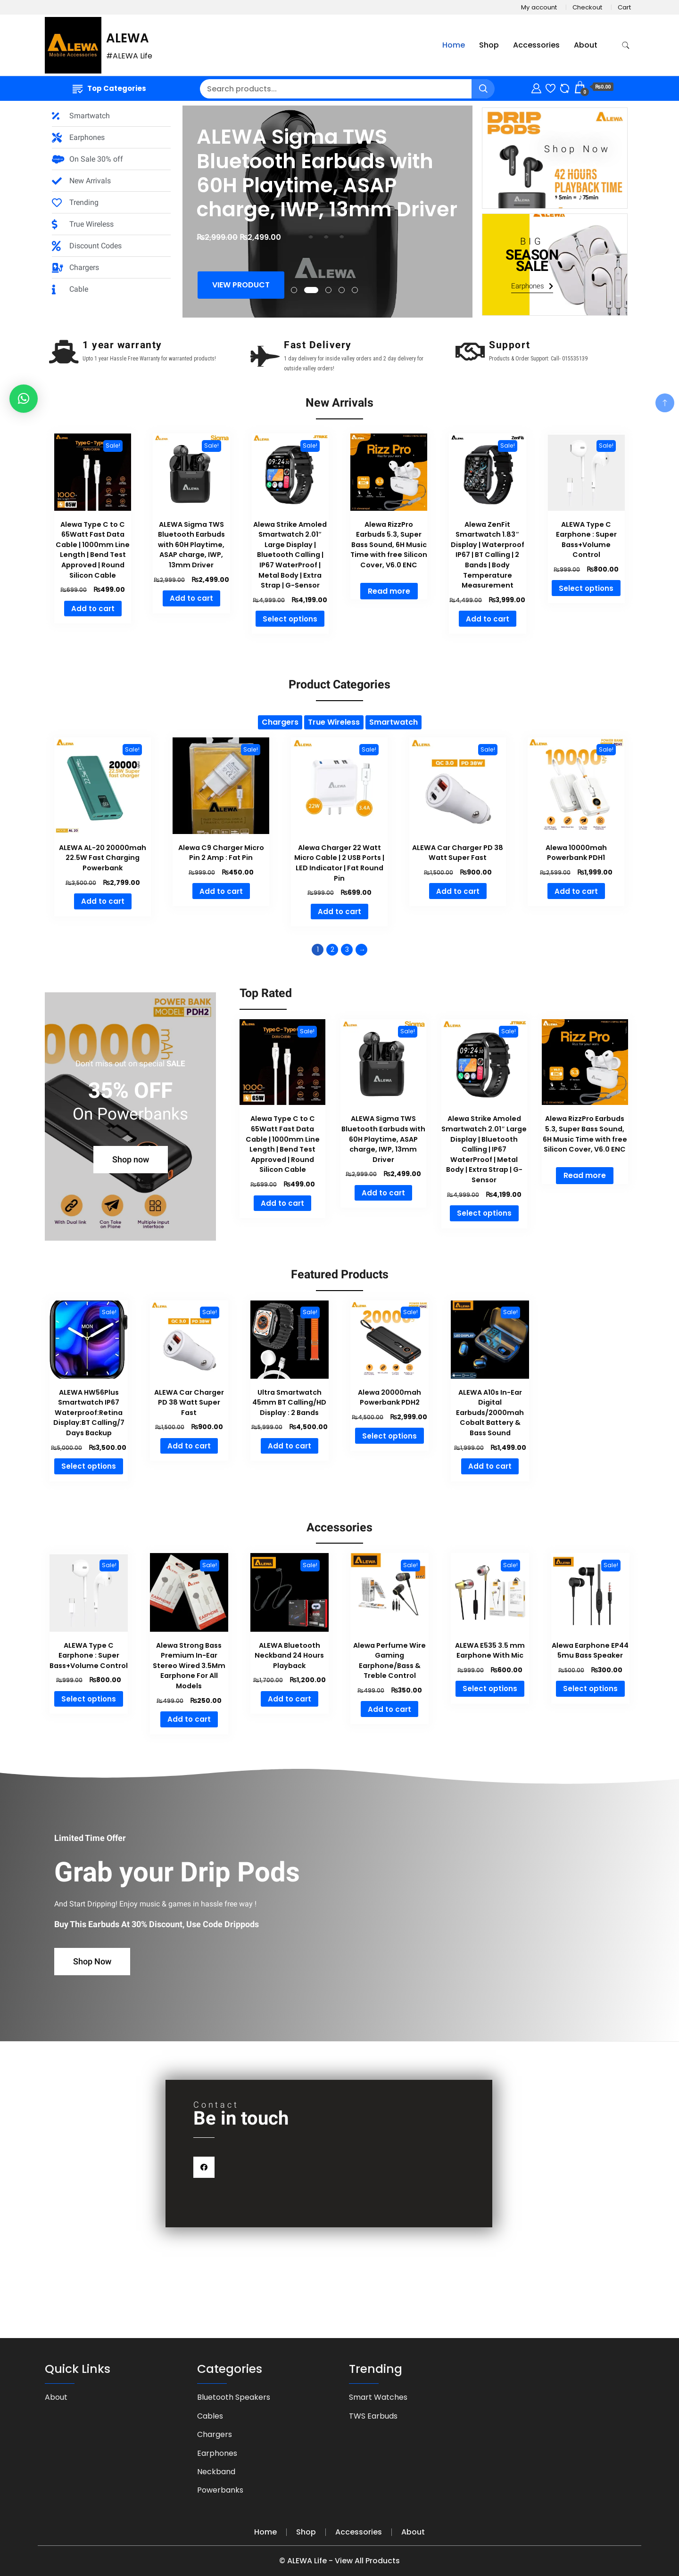 My account
Checkout
Cart
ALEWA
Mobile Accessories
ALEWA
#ALEWA Life
Home
Shop
Accessories
About
Top Categories
Search products...
0
₨0.00
Smartwatch
Earphones
On Sale 30% off
New Arrivals
Trending
True Wireless
Discount Codes
Chargers
Cable
ALEWA Sigma TWS
Bluetooth Earbuds with
60H Playtime, ASAP
charge, IWP, 13mm Driver
₨2,999.00 ₨2,499.00
VIEW PRODUCT
ALEWA
DRIP
PODS
ALEWA
Shop Now
42 HOURS
PLAYBACK TIME
ALEWA
BIG
SEASON
SALE
Earphones
1 year warranty
Upto 1 year Hassle Free Warranty for warranted products!
Fast Delivery
1 day delivery for inside valley orders and 2 day delivery for
outside valley orders!
Support
Products & Order Support: Call- 015535139
New Arrivals
Sale!
Alewa Type C to C
65Watt Fast Data
Cable | 1000mm Line
Length | Bend Test
Approved | Round
Silicon Cable
₨699.00 ₨499.00
Add to cart
Sale!
ALEWA Sigma TWS
Bluetooth Earbuds
with 60H Playtime,
ASAP charge, IWP,
13mm Driver
₨2,999.00 ₨2,499.00
Add to cart
Sale!
Alewa Strike Amoled
Smartwatch 2.01″
Large Display |
Bluetooth Calling |
IP67 WaterProof |
Metal Body | Extra
Strap | G-Sensor
₨4,999.00 ₨4,199.00
Select options
Rizz Pro
Alewa RizzPro
Earbuds 5.3, Super
Bass Sound, 6H Music
Time with free Silicon
Cover, V6.0 ENC
Read more
Sale!
Alewa ZenFit
Smartwatch 1.83″
Display | Waterproof
IP67 | BT Calling | 2
Bands | Body
Temperature
Measurement
₨4,499.00 ₨3,999.00
Add to cart
Sale!
ALEWA Type C
Earphone : Super
Bass+Volume
Control
₨999.00 ₨800.00
Select options
Product Categories
Chargers
True Wireless
Smartwatch
Sale!
ALEWA AL-20 20000mah
22.5W Fast Charging
Powerbank
₨3,500.00 ₨2,799.00
Add to cart
Sale!
Alewa C9 Charger Micro
Pin 2 Amp : Fat Pin
₨999.00 ₨450.00
Add to cart
Sale!
Alewa Charger 22 Watt
Micro Cable | 2 USB Ports |
LED Indicator | Fat Round
Pin
₨999.00 ₨699.00
Add to cart
Sale!
ALEWA Car Charger PD 38
Watt Super Fast
₨1,500.00 ₨900.00
Add to cart
Sale!
Alewa 10000mah
Powerbank PDH1
₨2,599.00 ₨1,999.00
Add to cart
1 2 3 →
POWER BANK
MODEL PDH2
0000 mAh
Don't miss out on special SALE
35% OFF
On Powerbanks
Shop now
With Dual link
Can Take on Plane
Multiple input Interface
Top Rated
Sale!
Alewa Type C to C
65Watt Fast Data
Cable | 1000mm Line
Length | Bend Test
Approved | Round
Silicon Cable
₨699.00 ₨499.00
Add to cart
Sale!
ALEWA Sigma TWS
Bluetooth Earbuds with
60H Playtime, ASAP
charge, IWP, 13mm
Driver
₨2,999.00 ₨2,499.00
Add to cart
Sale!
Alewa Strike Amoled
Smartwatch 2.01″ Large
Display | Bluetooth
Calling | IP67
WaterProof | Metal
Body | Extra Strap | G-
Sensor
₨4,999.00 ₨4,199.00
Select options
Rizz Pro
Alewa RizzPro Earbuds
5.3, Super Bass Sound,
6H Music Time with free
Silicon Cover, V6.0 ENC
Read more
Featured Products
Sale!
ALEWA HW56Plus
Smartwatch IP67
Waterproof:Retina
Display:BT Calling/7
Days Backup
₨5,000.00 ₨3,500.00
Select options
Sale!
ALEWA Car Charger
PD 38 Watt Super
Fast
₨1,500.00 ₨900.00
Add to cart
Sale!
Ultra Smartwatch
45mm BT Calling/HD
Display : 2 Bands
₨5,999.00 ₨4,500.00
Add to cart
Sale!
Alewa 20000mah
Powerbank PDH2
₨4,500.00 ₨2,999.00
Select options
Sale!
ALEWA A10s In-Ear
Digital
Earbuds/2000mah
Cobalt Battery &
Bass Sound
₨1,999.00 ₨1,499.00
Add to cart
Accessories
Sale!
ALEWA Type C
Earphone : Super
Bass+Volume Control
₨999.00 ₨800.00
Select options
Sale!
Alewa Strong Bass
Premium In-Ear
Stereo Wired 3.5Mm
Earphone For All
Models
₨499.00 ₨250.00
Add to cart
Sale!
ALEWA Bluetooth
Neckband 24 Hours
Playback
₨1,700.00 ₨1,200.00
Add to cart
Sale!
Alewa Perfume Wire
Gaming
Earphone/Bass &
Treble Control
₨499.00 ₨350.00
Add to cart
Sale!
ALEWA E535 3.5 mm
Earphone With Mic
₨999.00 ₨600.00
Select options
Sale!
Alewa Earphone EP44
5mu Bass Speaker
₨500.00 ₨300.00
Select options
Limited Time Offer
Grab your Drip Pods
And Start Dripping! Enjoy music & games in hassle free way !
Buy This Earbuds At 30% Discount, Use Code Drippods
Shop Now
Contact
Be in touch
Quick Links
About
Categories
Bluetooth Speakers
Cables
Chargers
Earphones
Neckband
Powerbanks
Trending
Smart Watches
TWS Earbuds
Home
Shop
Accessories
About
© ALEWA Life - View All Products